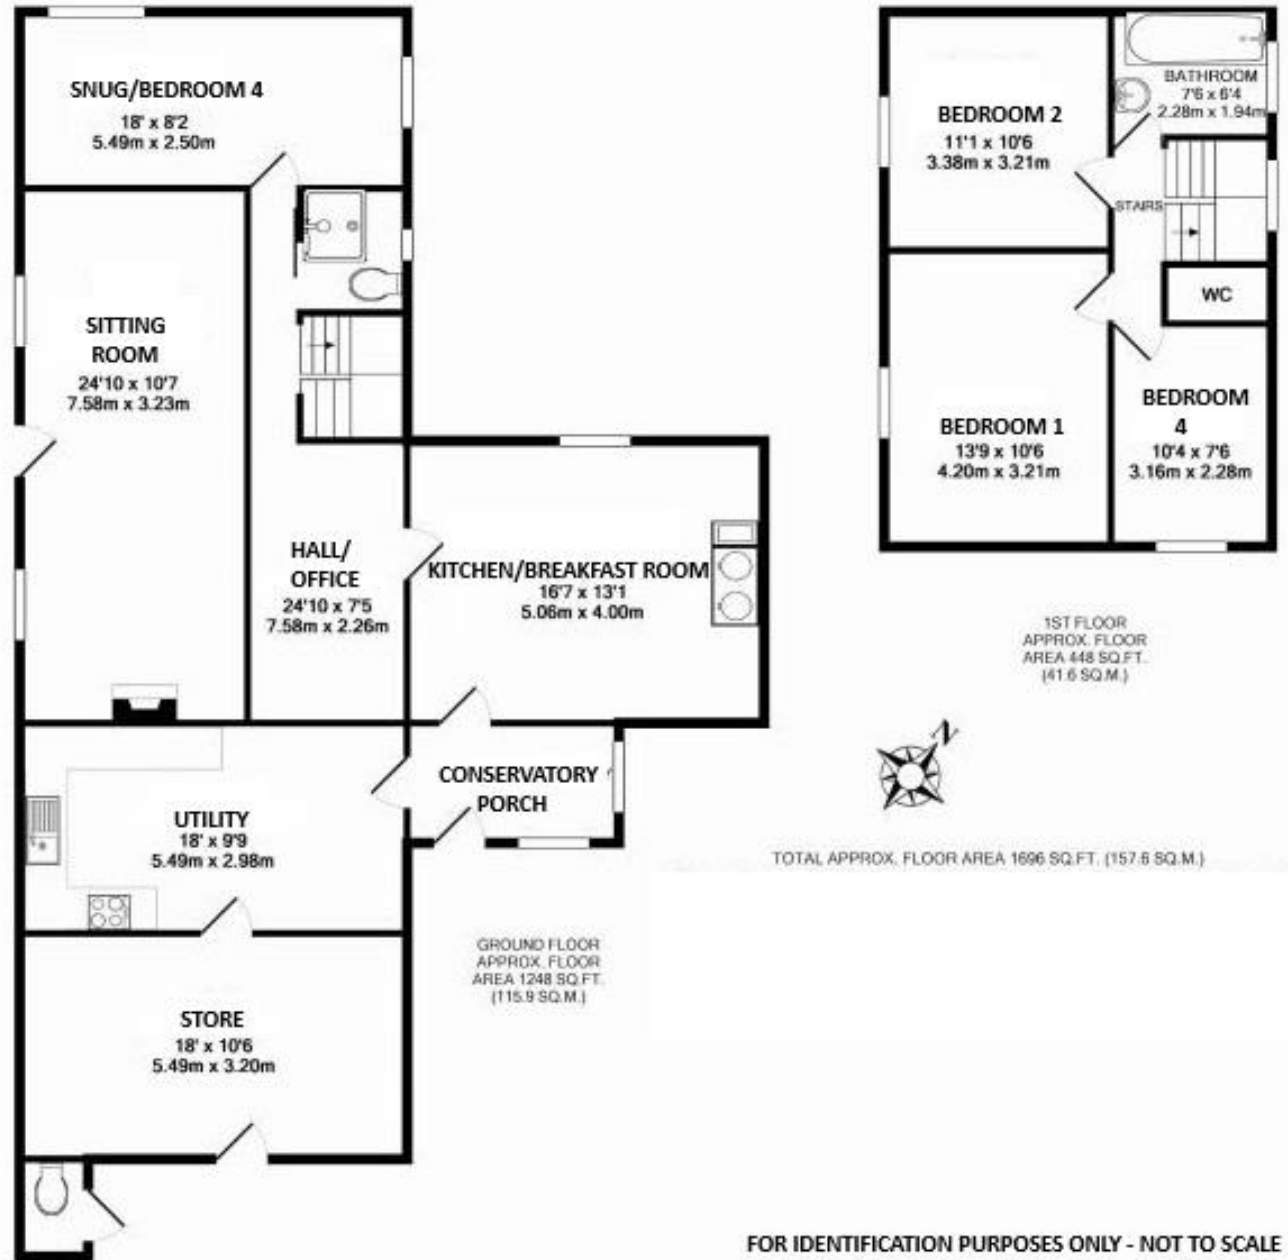 SNUG/BEDROOM 4
18' x 8'2
5.49m x 2.50m
SITTING
ROOM
24'10 x 10'7
7.58m x 3.23m
HALL/
OFFICE
24'10 x 7'5
7.58m x 2.26m
KITCHEN/BREAKFAST ROOM
16'7 x 13'1
5.06m x 4.00m
CONSERVATORY
PORCH
UTILITY
18' x 9'9
5.49m x 2.98m
STORE
18' x 10'6
5.49m x 3.20m
GROUND FLOOR
APPROX. FLOOR
AREA 1248 SQ.FT.
(115.9 SQ.M.)
BATHROOM
7'6 x 6'4
2.28m x 1.94m
BEDROOM 2
11'1 x 10'6
3.38m x 3.21m
STAIRS
WC
BEDROOM 1
13'9 x 10'6
4.20m x 3.21m
BEDROOM
4
10'4 x 7'6
3.16m x 2.28m
1ST FLOOR
APPROX. FLOOR
AREA 448 SQ.FT.
(41.6 SQ.M.)
N
TOTAL APPROX. FLOOR AREA 1696 SQ.FT. (157.6 SQ.M.)
FOR IDENTIFICATION PURPOSES ONLY - NOT TO SCALE